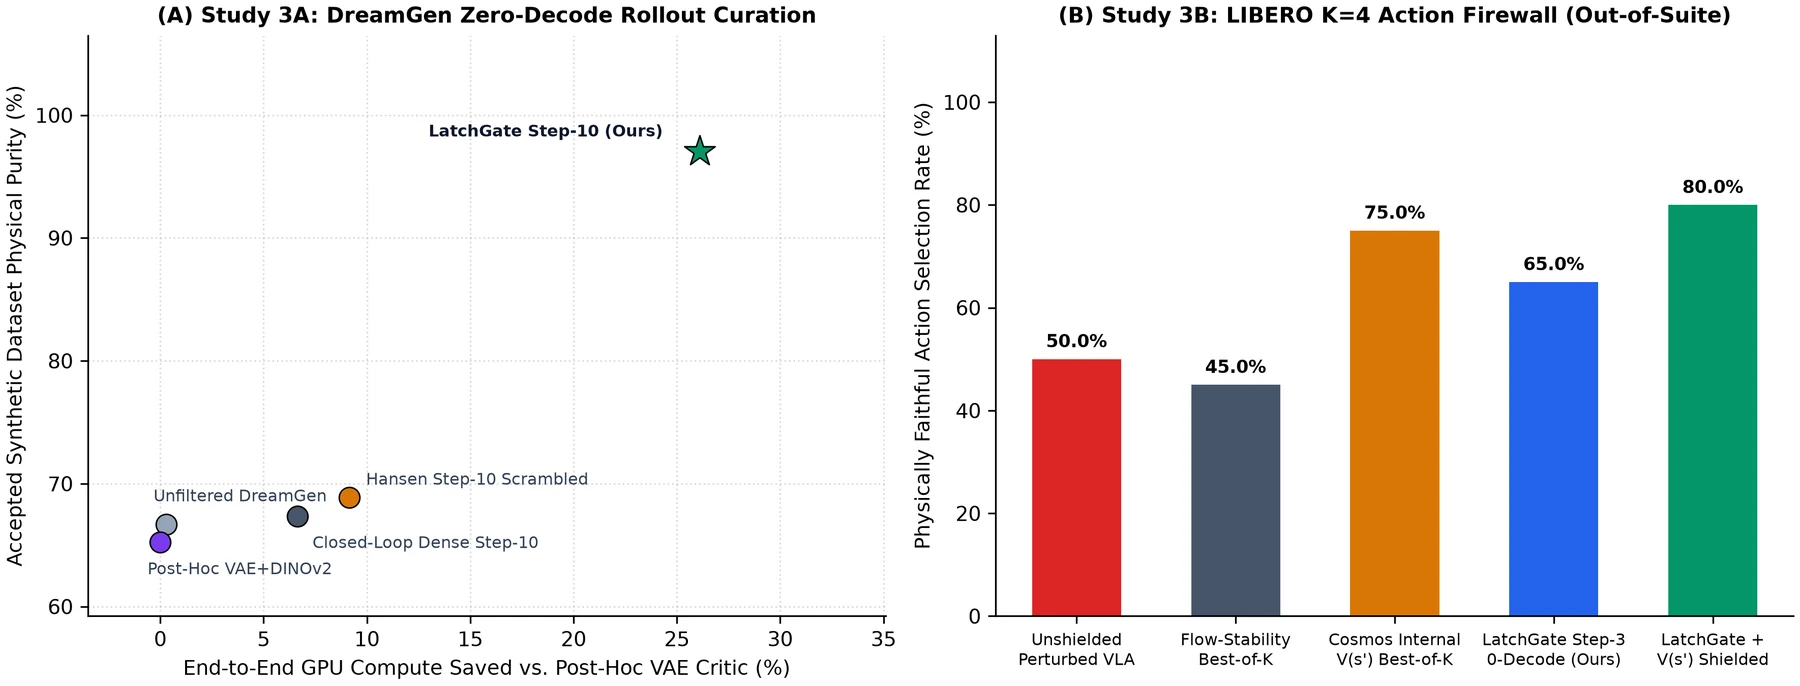 (A) Study 3A: DreamGen Zero-Decode Rollout Curation
Accepted Synthetic Dataset Physical Purity (%)
100
90
80
70
60
LatchGate Step-10 (Ours)
Hansen Step-10 Scrambled
Unfiltered DreamGen
Closed-Loop Dense Step-10
Post-Hoc VAE+DINOv2
0
5
10
15
20
25
30
35
End-to-End GPU Compute Saved vs. Post-Hoc VAE Critic (%)
(B) Study 3B: LIBERO K=4 Action Firewall (Out-of-Suite)
Physically Faithful Action Selection Rate (%)
100
80
60
40
20
0
50.0%
45.0%
75.0%
65.0%
80.0%
Unshielded
Perturbed VLA
Flow-Stability
Best-of-K
Cosmos Internal
V(s') Best-of-K
LatchGate Step-3
0-Decode (Ours)
LatchGate +
V(s') Shielded